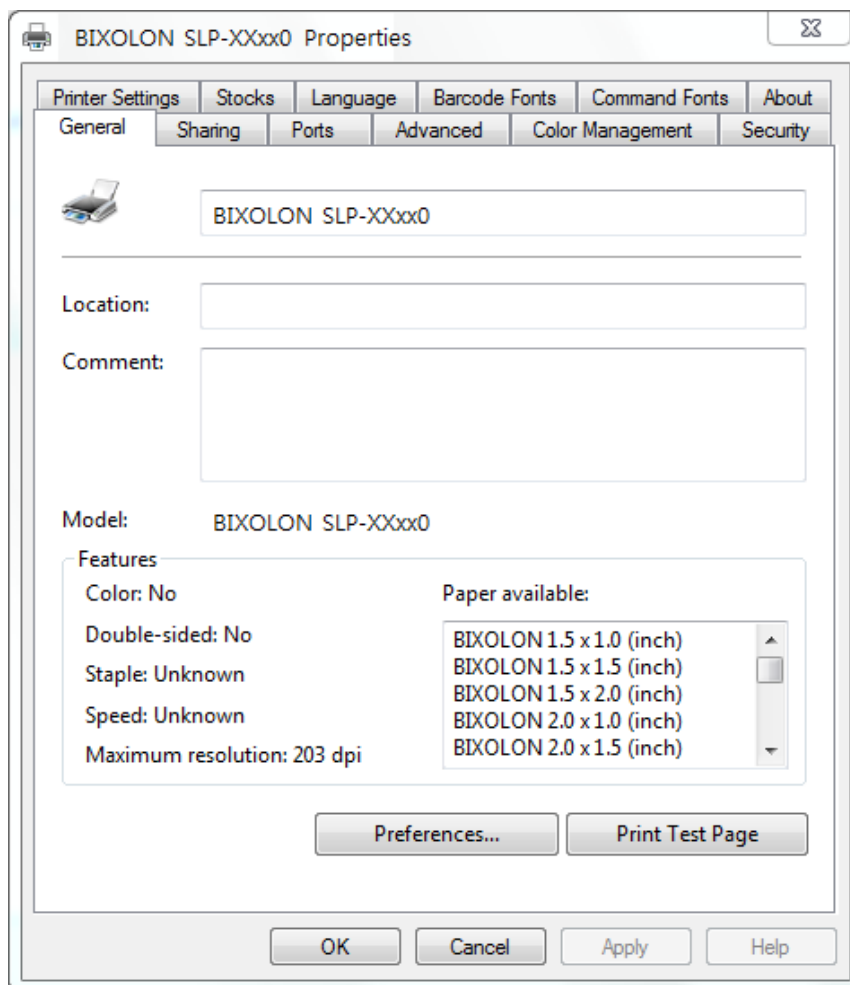 BIXOLON SLP-XXxx0 Properties
Printer Settings Stocks Language Barcode Fonts Command Fonts About
General Sharing Ports Advanced Color Management Security
BIXOLON SLP-XXxx0
Location:
Comment:
Model: BIXOLON SLP-XXxx0
Features
Color: No
Double-sided: No
Staple: Unknown
Speed: Unknown
Maximum resolution: 203 dpi
Paper available:
BIXOLON 1.5 x 1.0 (inch)
BIXOLON 1.5 x 1.5 (inch)
BIXOLON 1.5 x 2.0 (inch)
BIXOLON 2.0 x 1.0 (inch)
BIXOLON 2.0 x 1.5 (inch)
Preferences... Print Test Page
OK Cancel Apply Help